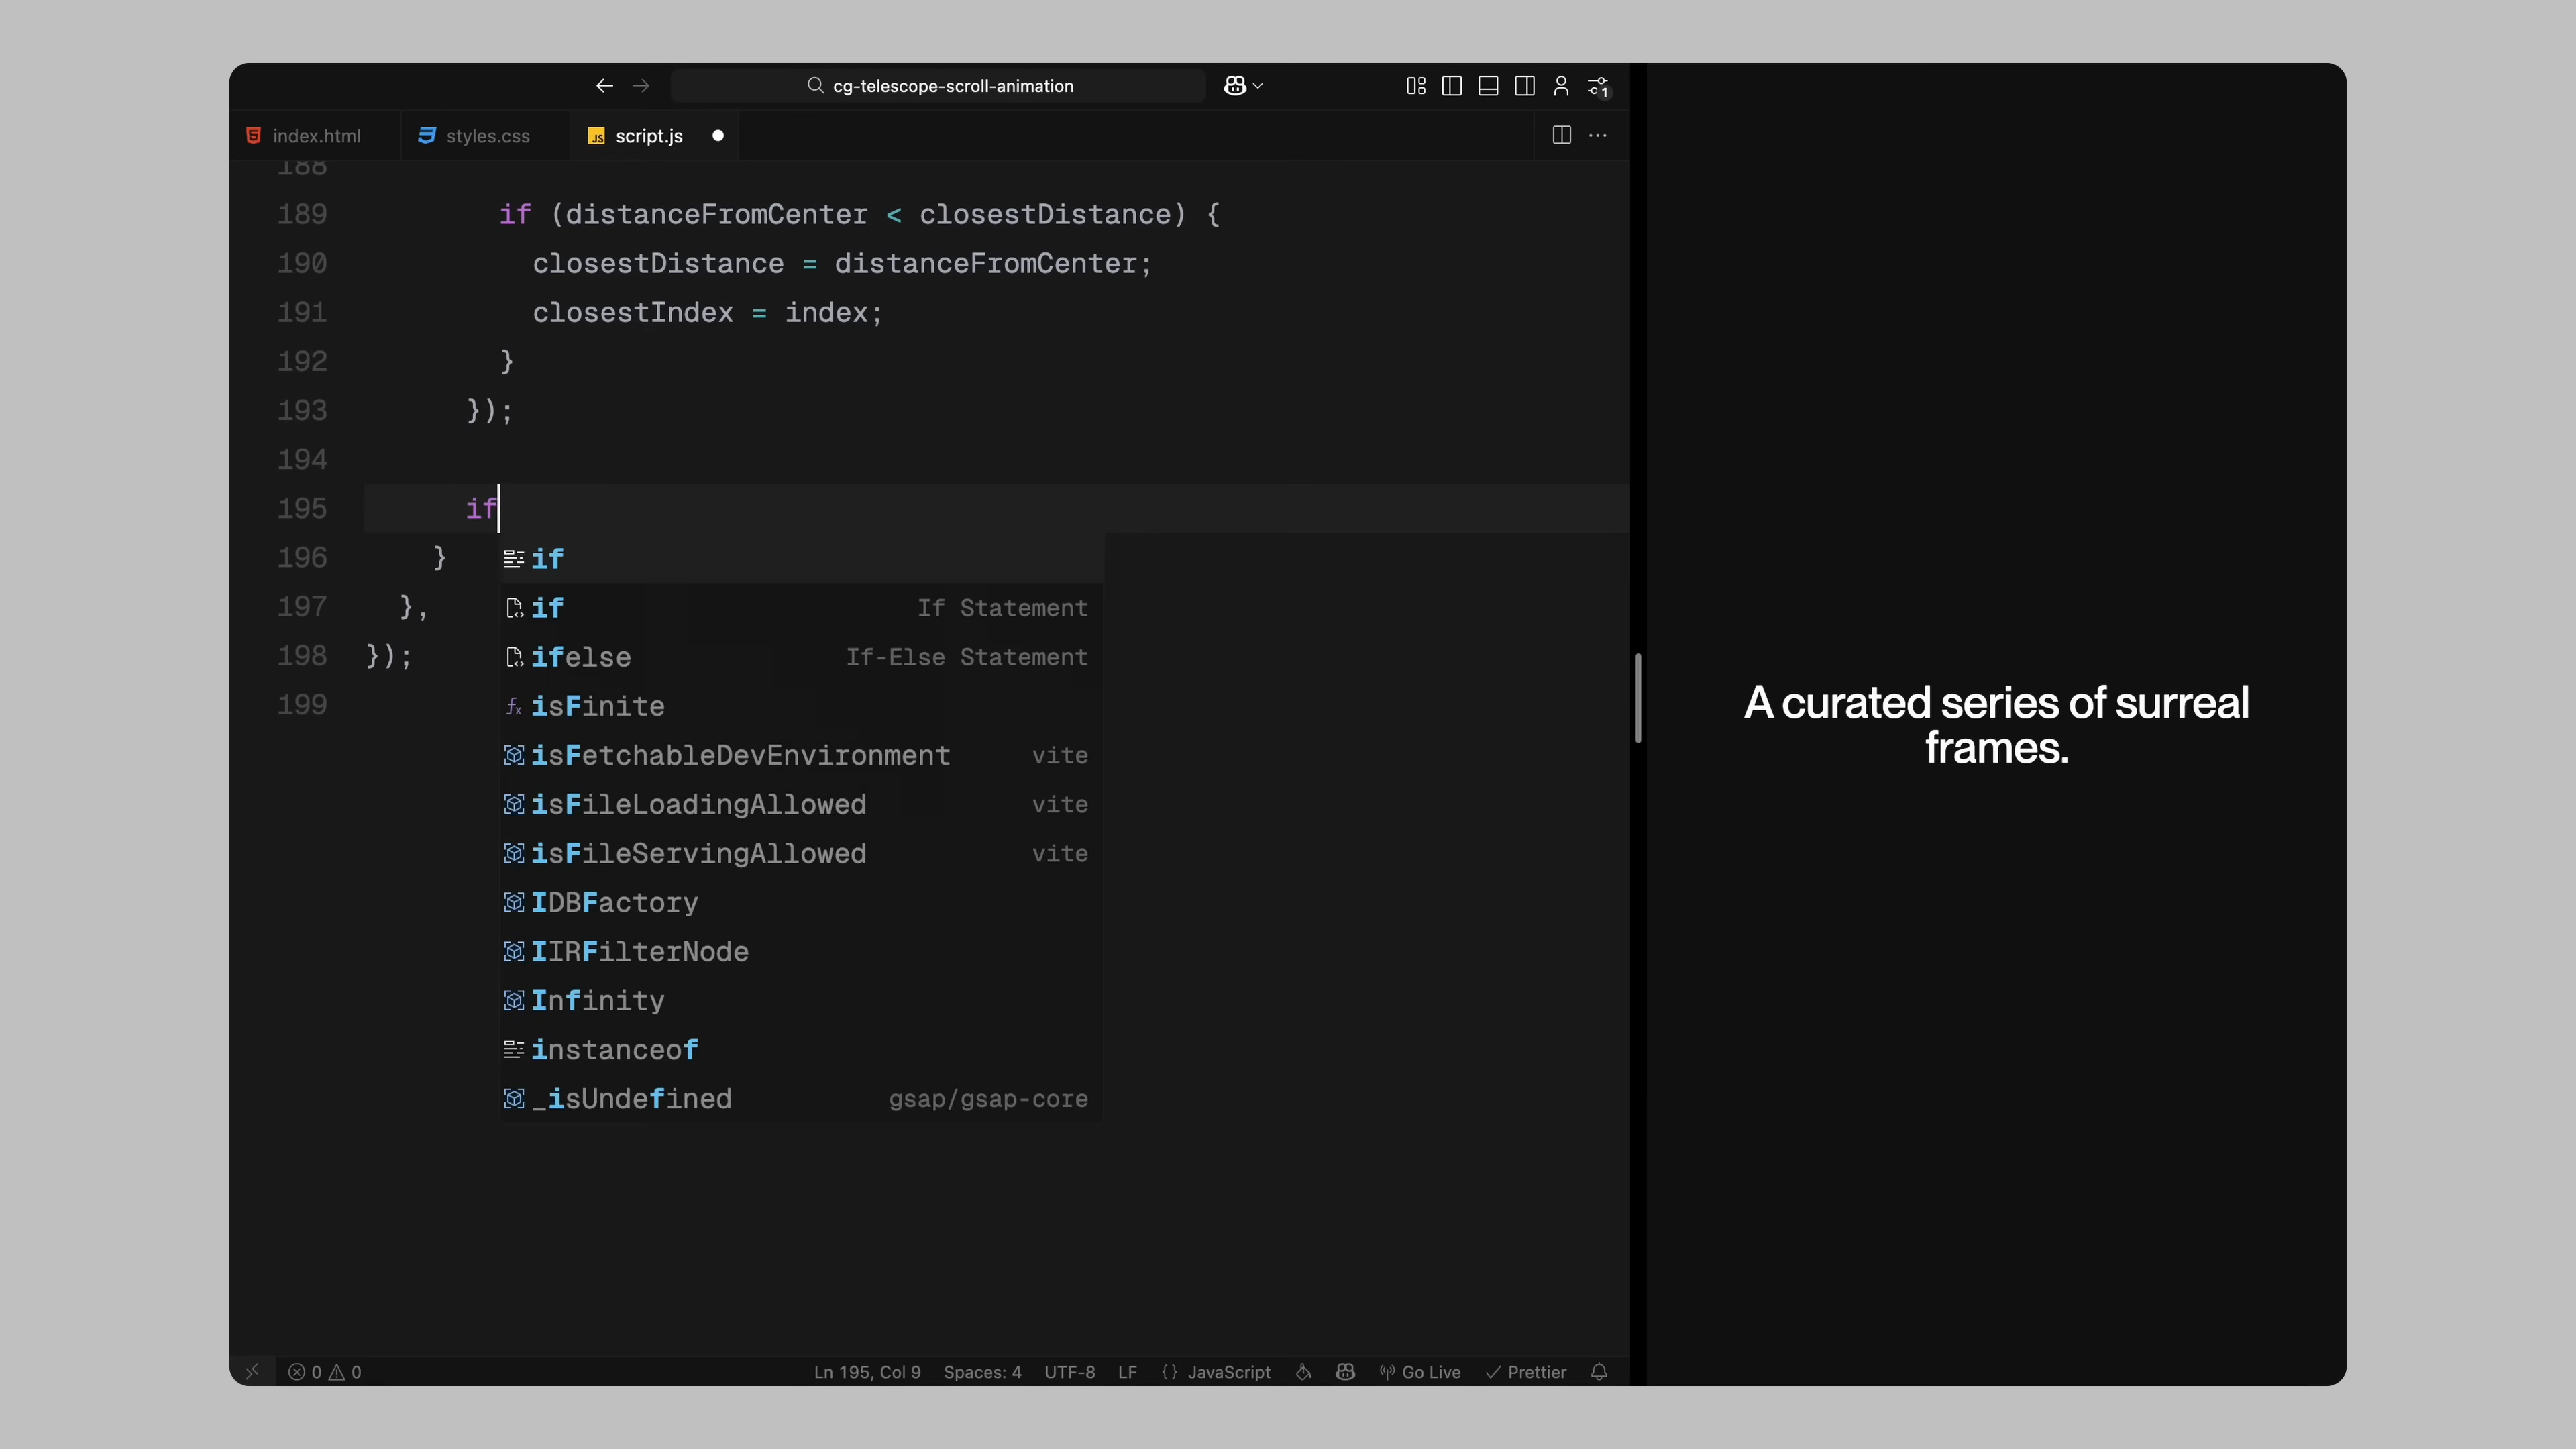 cg-telescope-scroll-animation
1
index.html
styles.css
JS script.js
188
189 if (distanceFromCenter < closestDistance) {
190 closestDistance = distanceFromCenter;
191 closestIndex = index;
192 }
193 });
194
195 if
196 }
197 },
198 });
199
if
if If Statement
ifelse If-Else Statement
isFinite
isFetchableDevEnvironment vite
isFileLoadingAllowed vite
isFileServingAllowed vite
IDBFactory
IIRFilterNode
Infinity
instanceof
_isUndefined gsap/gsap-core
A curated series of surreal
frames.
0 0 Ln 195, Col 9 Spaces: 4 UTF-8 LF {} JavaScript Go Live Prettier